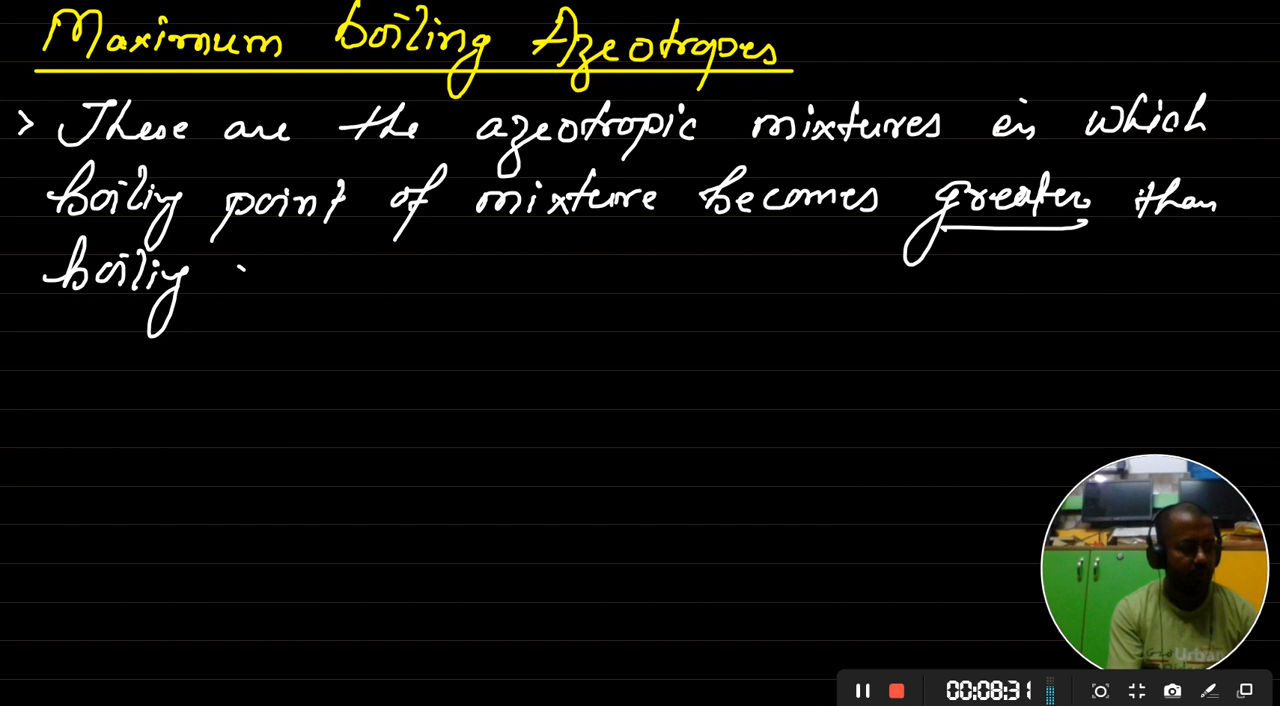 Maximum boiling Azeotropes
> These are the azeotropic mixtures in which
boiling point of mixture becomes greater than
boiling
Urban
00:08:31